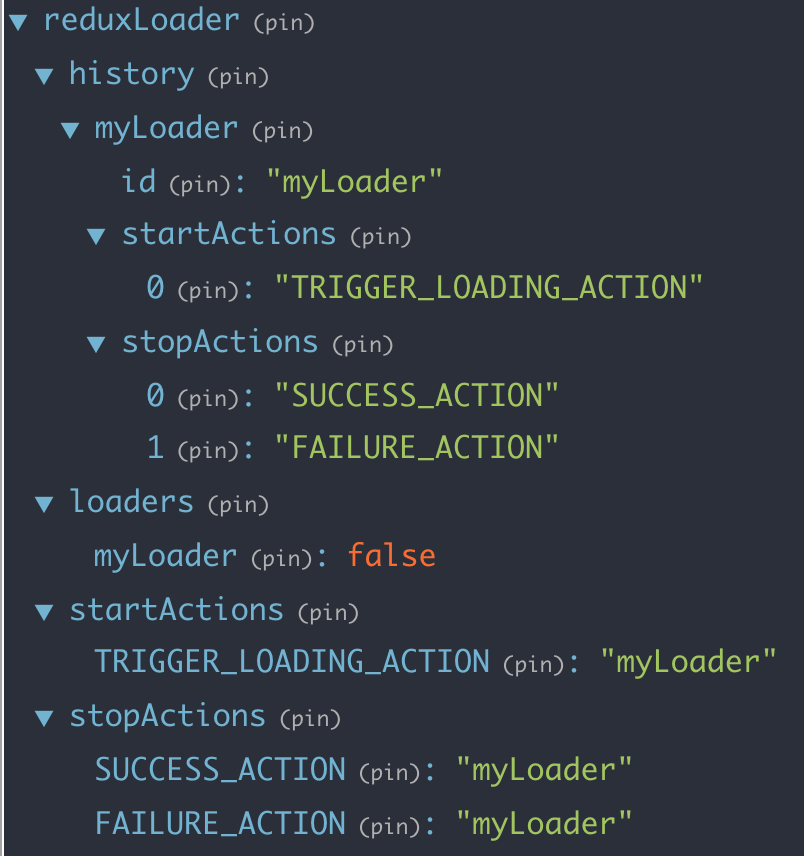 ▼ reduxLoader (pin)
▼ history (pin)
▼ myLoader (pin)
id (pin): "myLoader"
▼ startActions (pin)
0 (pin): "TRIGGER_LOADING_ACTION"
▼ stopActions (pin)
0 (pin): "SUCCESS_ACTION"
1 (pin): "FAILURE_ACTION"
▼ loaders (pin)
myLoader (pin): false
▼ startActions (pin)
TRIGGER_LOADING_ACTION (pin): "myLoader"
▼ stopActions (pin)
SUCCESS_ACTION (pin): "myLoader"
FAILURE_ACTION (pin): "myLoader"